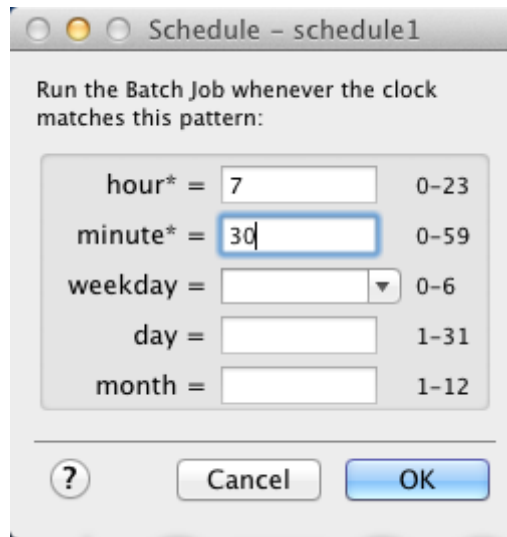 Schedule – schedule1
Run the Batch Job whenever the clock
matches this pattern:
hour* = 7 0–23
minute* = 30 0–59
weekday = 0–6
day = 1–31
month = 1–12
? Cancel OK